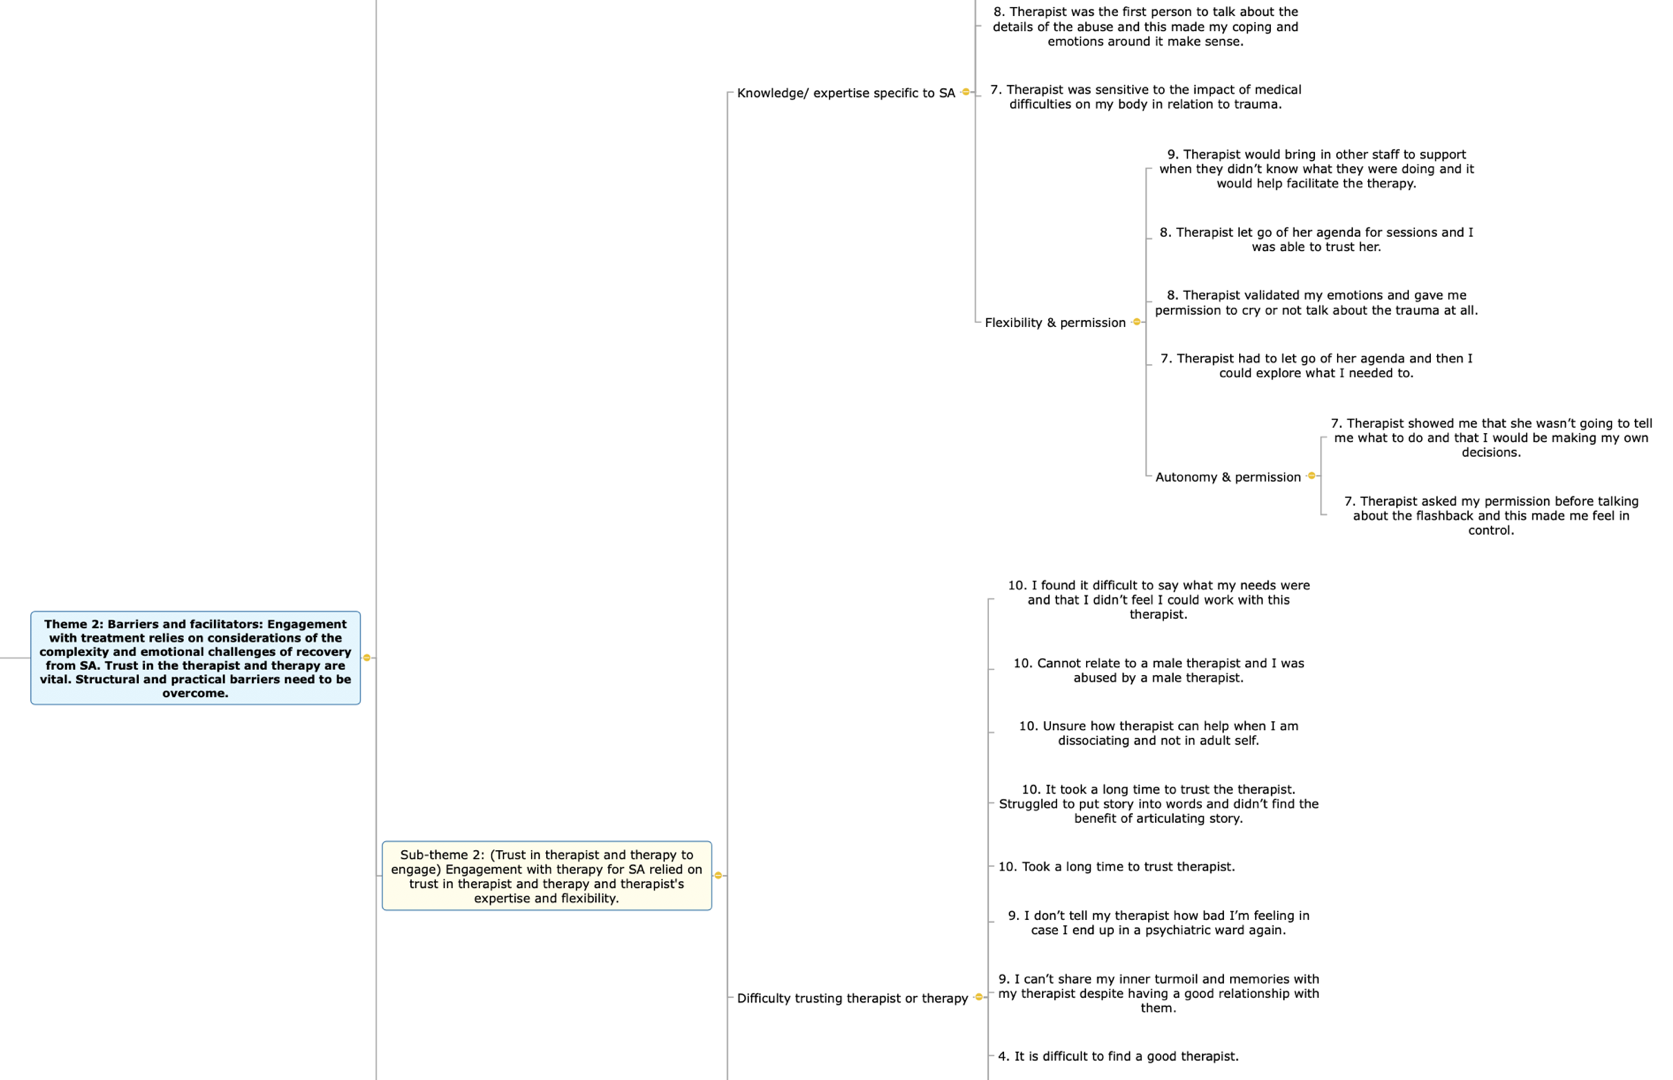 8. Therapist was the first person to talk about the
details of the abuse and this made my coping and
emotions around it make sense.
Knowledge/ expertise specific to SA
7. Therapist was sensitive to the impact of medical
difficulties on my body in relation to trauma.
9. Therapist would bring in other staff to support
when they didn’t know what they were doing and it
would help facilitate the therapy.
8. Therapist let go of her agenda for sessions and I
was able to trust her.
8. Therapist validated my emotions and gave me
permission to cry or not talk about the trauma at all.
Flexibility & permission
7. Therapist had to let go of her agenda and then I
could explore what I needed to.
7. Therapist showed me that she wasn’t going to tell
me what to do and that I would be making my own
decisions.
Autonomy & permission
7. Therapist asked my permission before talking
about the flashback and this made me feel in
control.
Theme 2: Barriers and facilitators: Engagement
with treatment relies on considerations of the
complexity and emotional challenges of recovery
from SA. Trust in the therapist and therapy are
vital. Structural and practical barriers need to be
overcome.
Sub-theme 2: (Trust in therapist and therapy to
engage) Engagement with therapy for SA relied on
trust in therapist and therapy and therapist's
expertise and flexibility.
10. I found it difficult to say what my needs were
and that I didn’t feel I could work with this
therapist.
10. Cannot relate to a male therapist and I was
abused by a male therapist.
10. Unsure how therapist can help when I am
dissociating and not in adult self.
10. It took a long time to trust the therapist.
Struggled to put story into words and didn’t find the
benefit of articulating story.
10. Took a long time to trust therapist.
9. I don’t tell my therapist how bad I’m feeling in
case I end up in a psychiatric ward again.
Difficulty trusting therapist or therapy
9. I can’t share my inner turmoil and memories with
my therapist despite having a good relationship with
them.
4. It is difficult to find a good therapist.